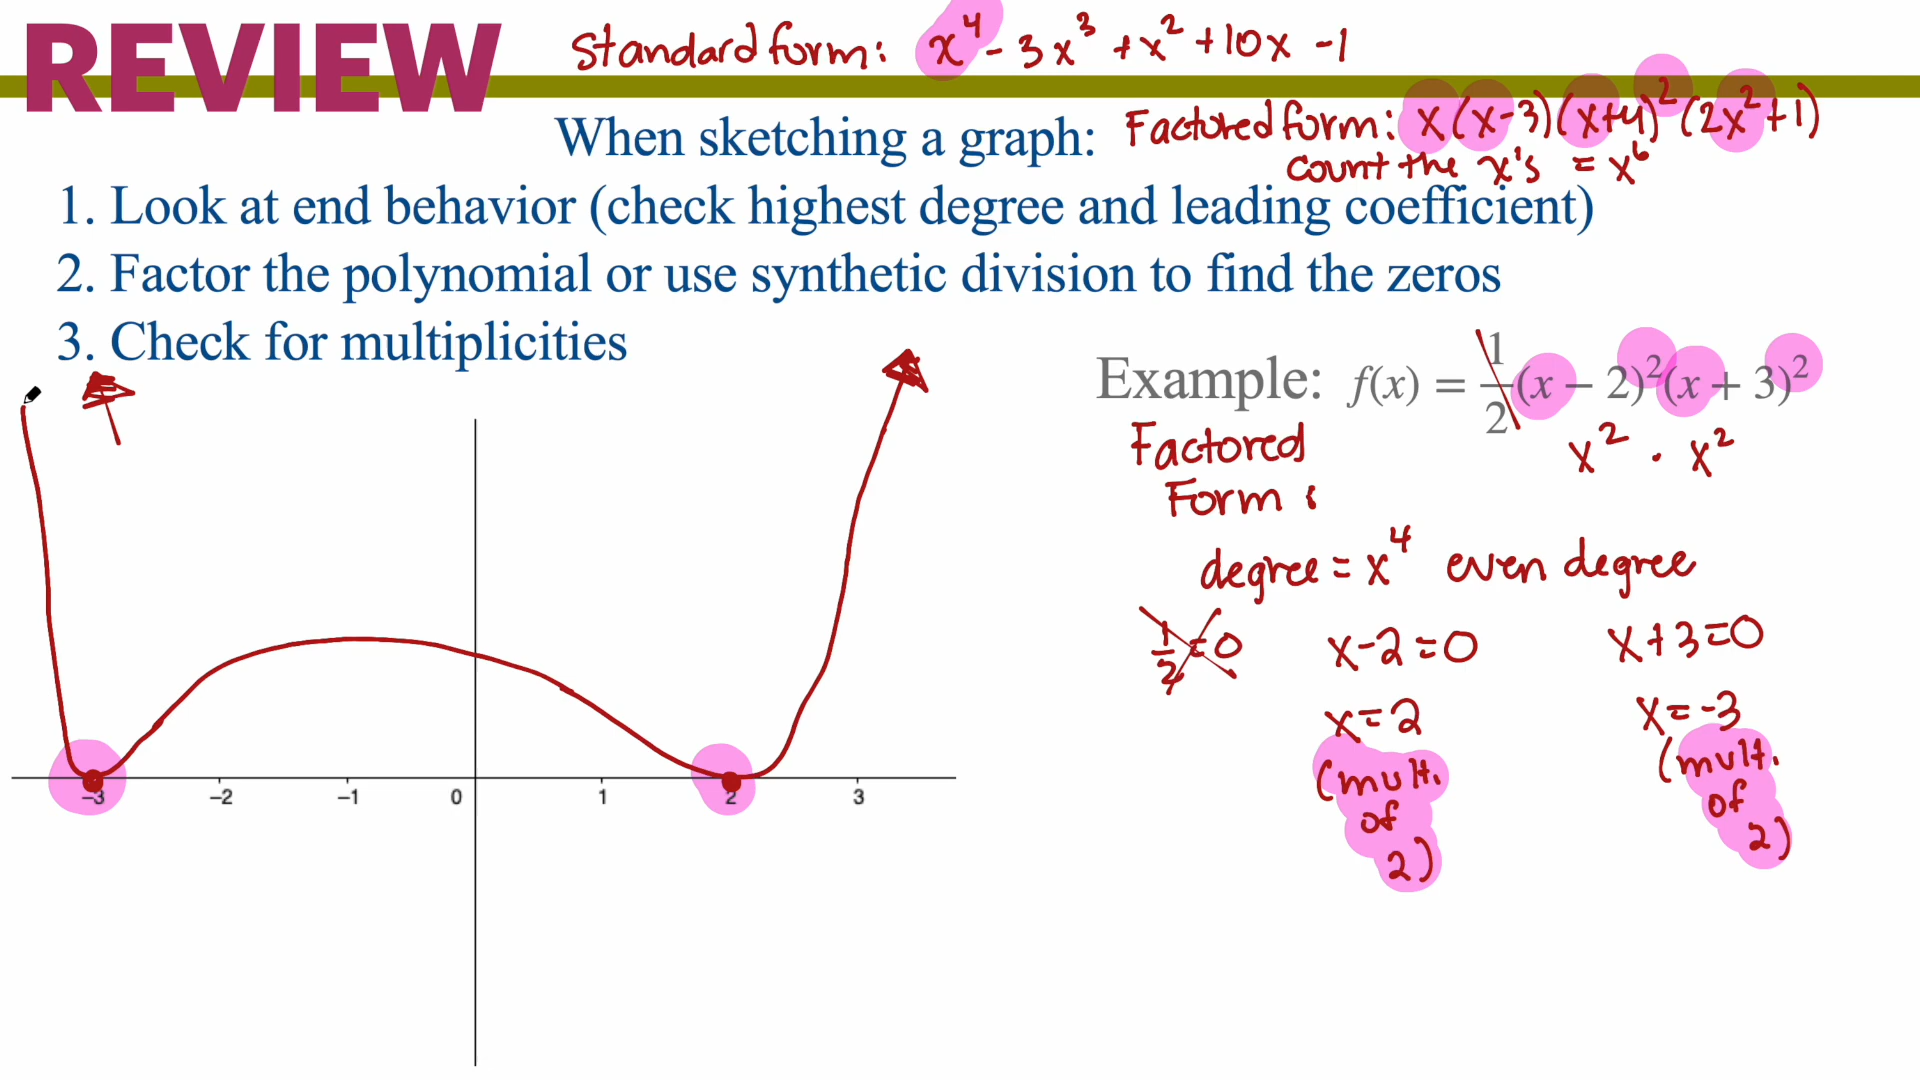 REVIEW
Standard form: x⁴ - 3x³ + x² + 10x - 1
When sketching a graph:
Factored form: x(x-3)(x+4)²(2x²+1)
count the x's = x⁶
1. Look at end behavior (check highest degree and leading coefficient)
2. Factor the polynomial or use synthetic division to find the zeros
3. Check for multiplicities
Example: f(x) = 1/2(x − 2)²(x + 3)²
x² · x²
Factored
Form:
degree = x⁴ even degree
1/2 = 0 x-2=0 x+3=0
x=2 x=-3
(mult. of 2) (mult. of 2)
−3 −2 −1 0 1 2 3